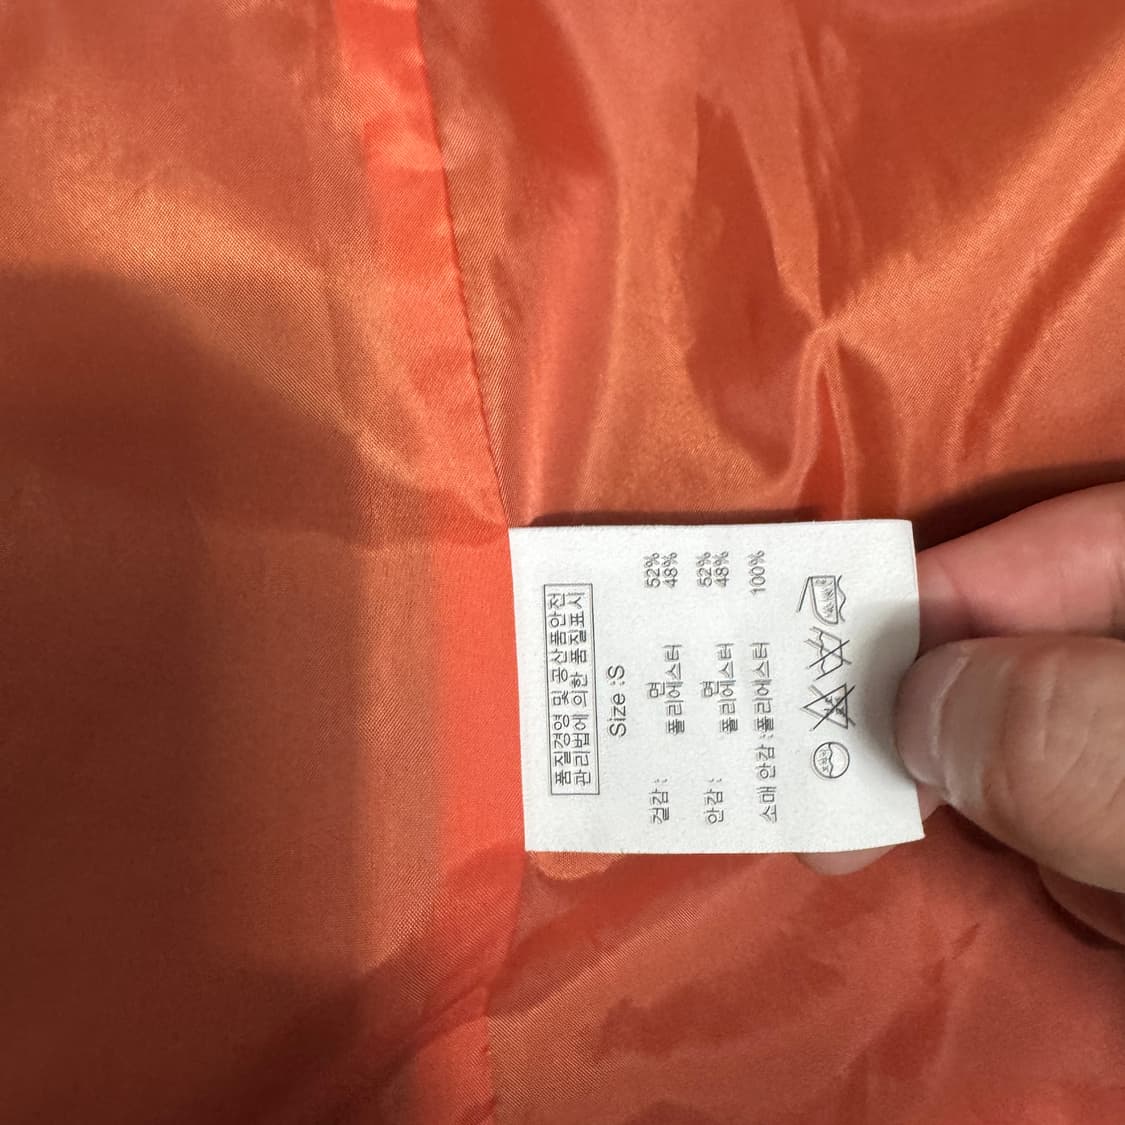 품질경영 및 공산품안전
관리법에 의한 품질표시
Size :S
겉감 : 면 52%
폴리에스터 48%
안감 : 면 52%
폴리에스터 48%
소매 안감 :폴리에스터 100%